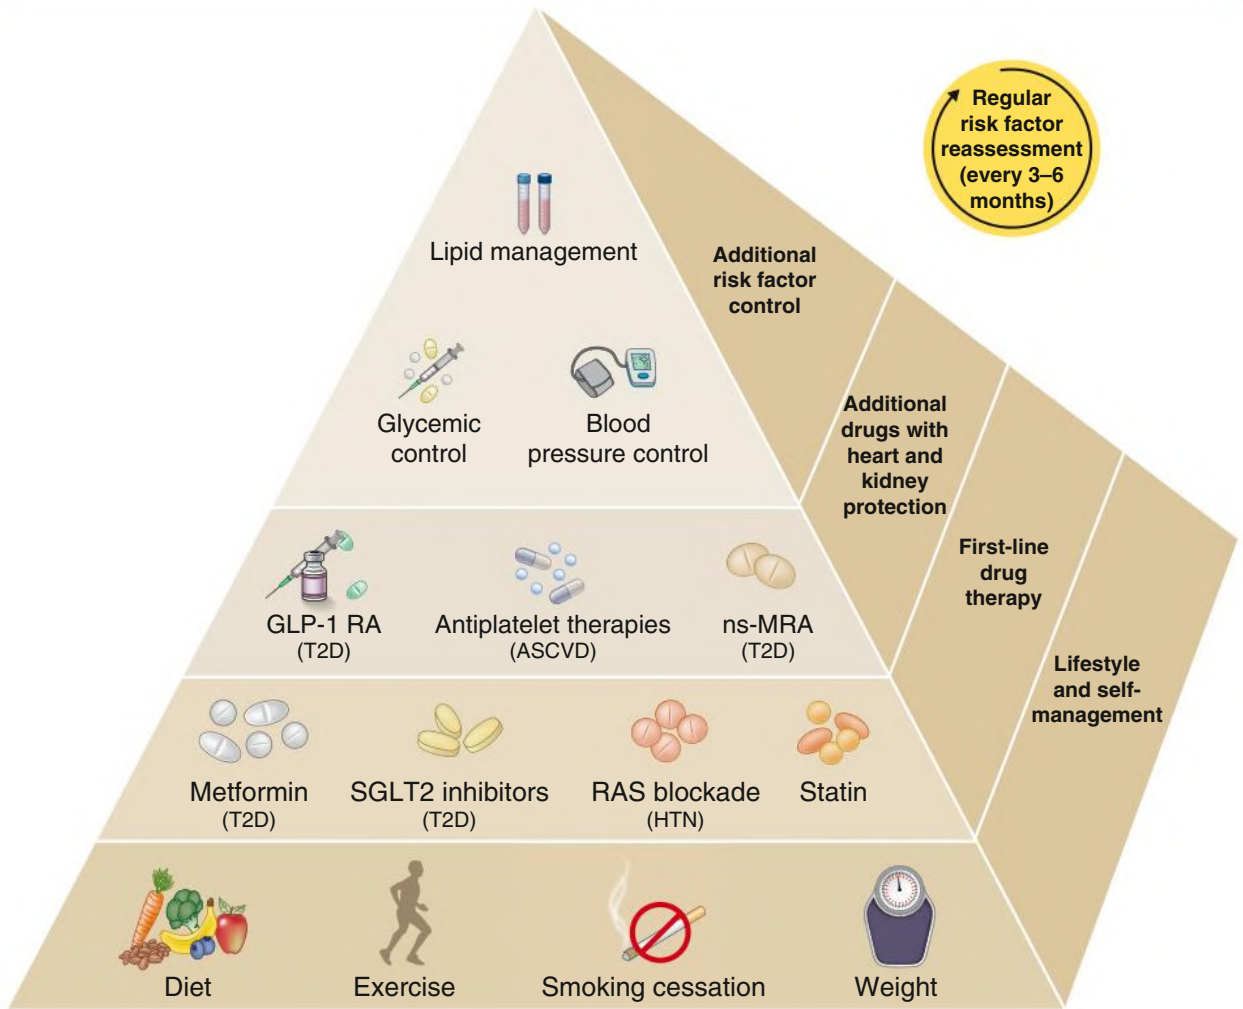 Regular
risk factor
reassessment
(every 3–6
months)
Lipid management
Additional
risk factor
control
Glycemic
control
Blood
pressure control
Additional
drugs with
heart and
kidney
protection
GLP-1 RA
(T2D)
Antiplatelet therapies
(ASCVD)
ns-MRA
(T2D)
First-line
drug
therapy
Metformin
(T2D)
SGLT2 inhibitors
(T2D)
RAS blockade
(HTN)
Statin
Lifestyle
and self-
management
Diet
Exercise
Smoking cessation
Weight